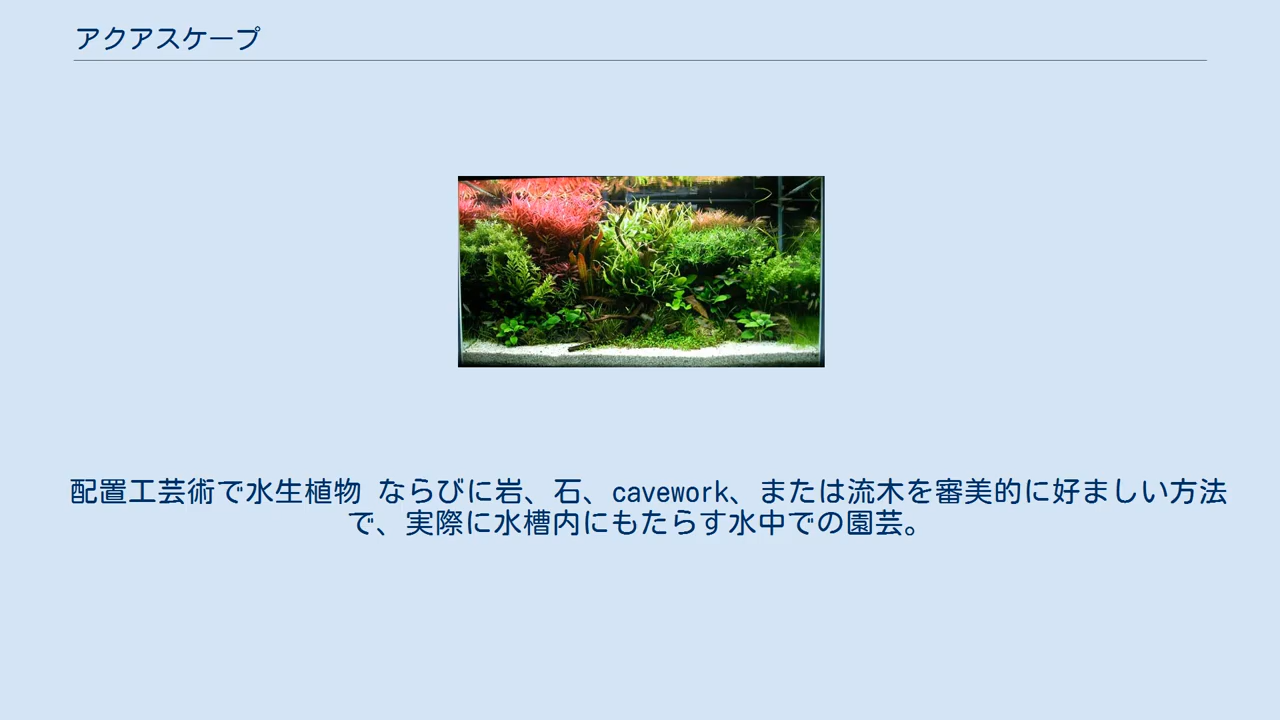 アクアスケープ
配置工芸術で水生植物 ならびに岩、石、cavework、または流木を審美的に好ましい方法
で、実際に水槽内にもたらす水中での園芸。